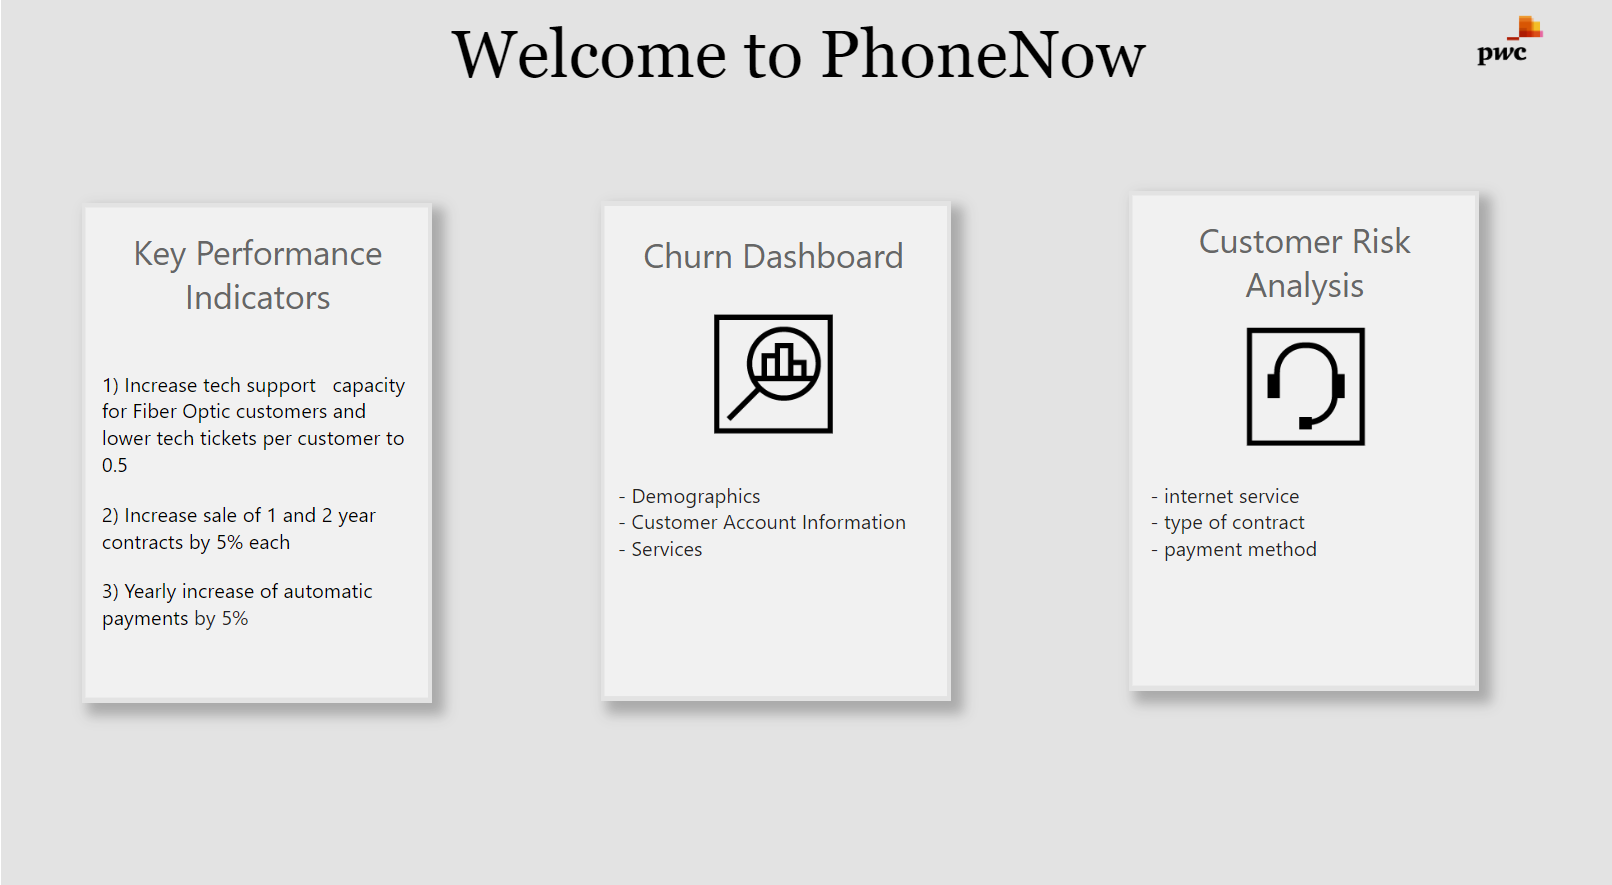 Welcome to PhoneNow
pwc
Key Performance
Indicators
1) Increase tech support   capacity
for Fiber Optic customers and
lower tech tickets per customer to
0.5
2) Increase sale of 1 and 2 year
contracts by 5% each
3) Yearly increase of automatic
payments by 5%
Churn Dashboard
- Demographics
- Customer Account Information
- Services
Customer Risk
Analysis
- internet service
- type of contract
- payment method